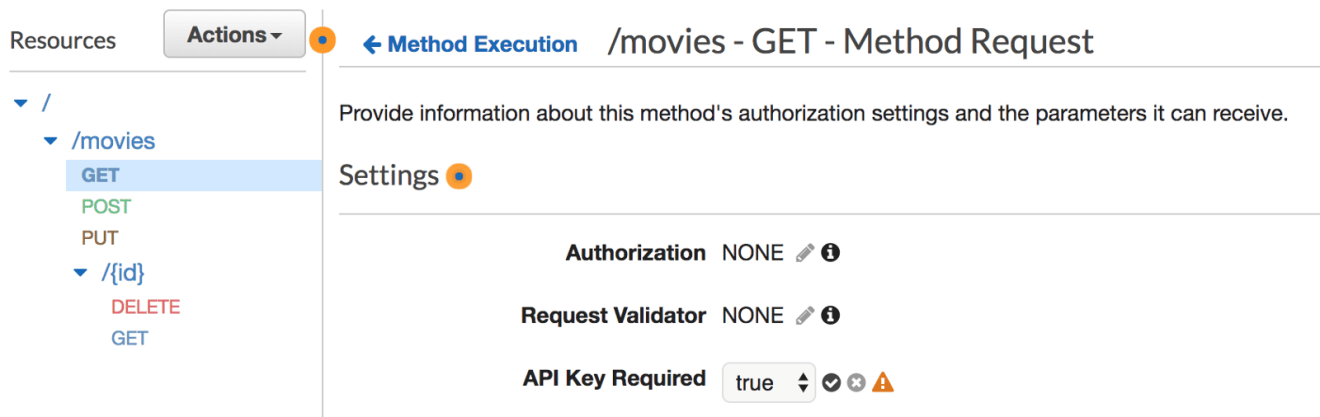 Resources
Actions
Method Execution
/movies - GET - Method Request
/
/movies
GET
POST
PUT
/{id}
DELETE
GET
Provide information about this method's authorization settings and the parameters it can receive.
Settings
Authorization NONE
Request Validator NONE
API Key Required true